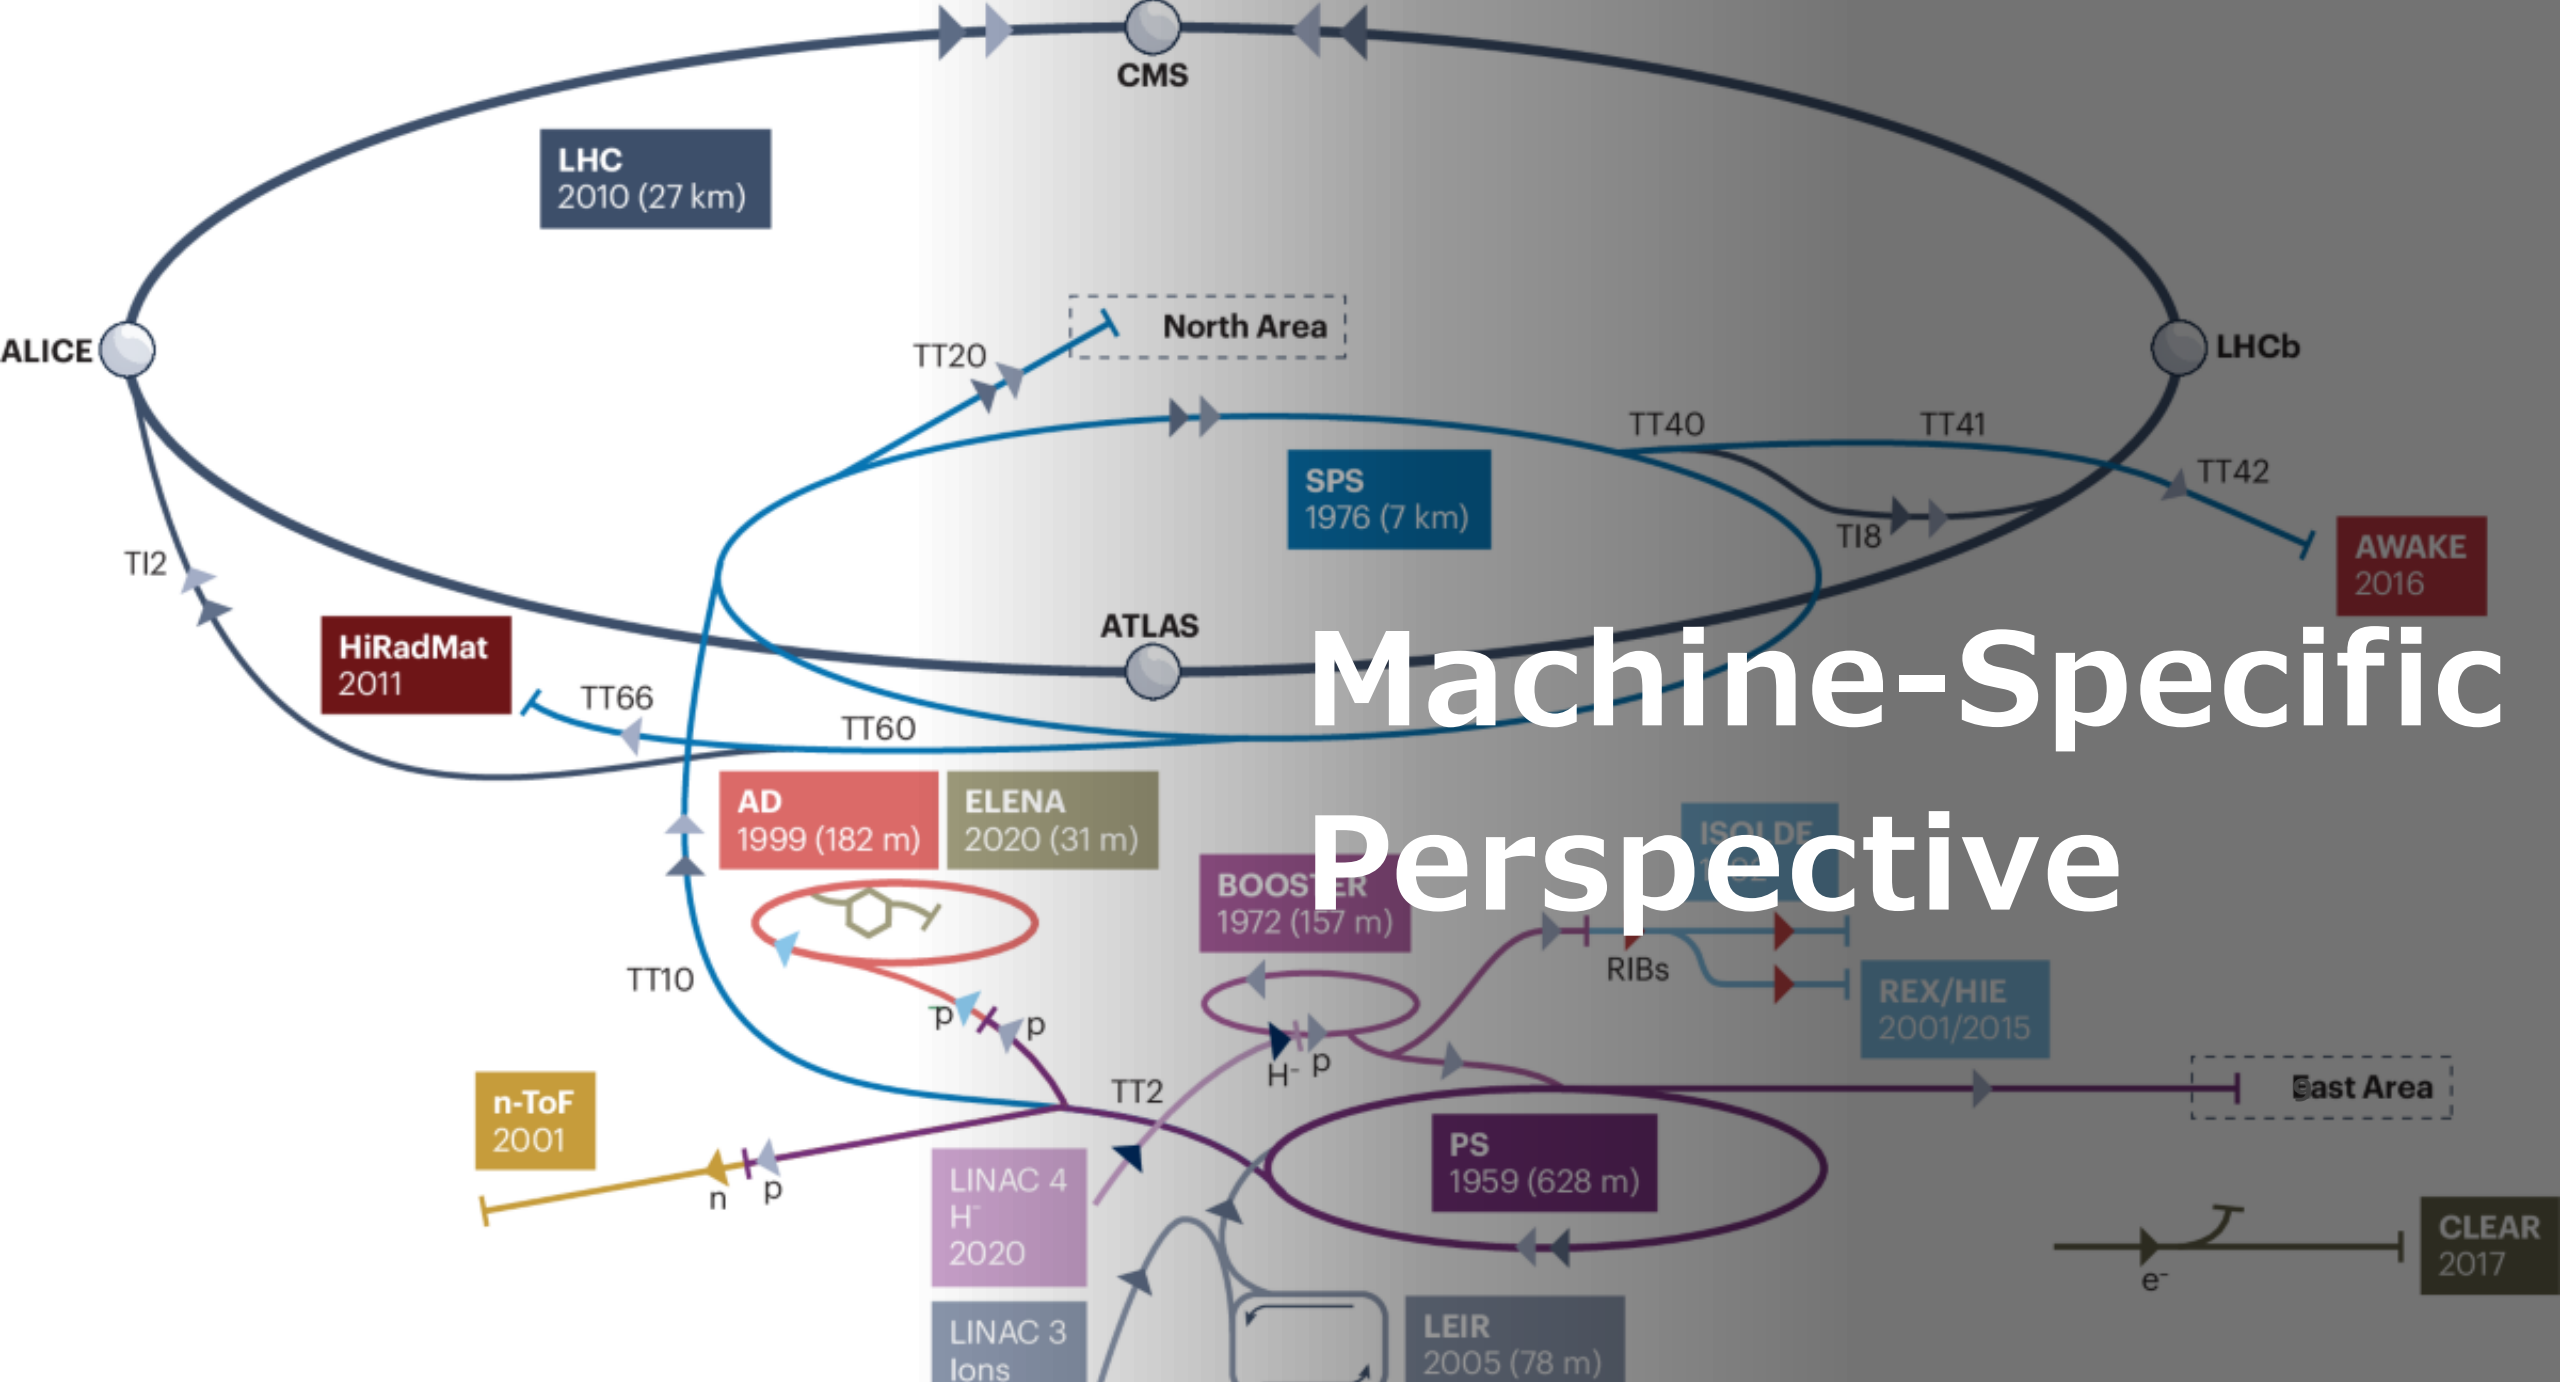 CMS
LHC
2010 (27 km)
North Area
TT20
ALICE
LHCb
TT40
TT41
SPS
1976 (7 km)
TT42
TI8
TI2
AWAKE
2016
ATLAS
HiRadMat
2011
Machine-Specific
Perspective
TT66
TT60
AD
1999 (182 m)
ELENA
2020 (31 m)
ISOLDE
BOOSTER
1972 (157 m)
RIBs
TT10
REX/HIE
2001/2015
p
p
H⁻
p
TT2
East Area
n-ToF
2001
PS
1959 (628 m)
n
p
LINAC 4
H⁻
2020
CLEAR
2017
e⁻
LINAC 3
Ions
LEIR
2005 (78 m)